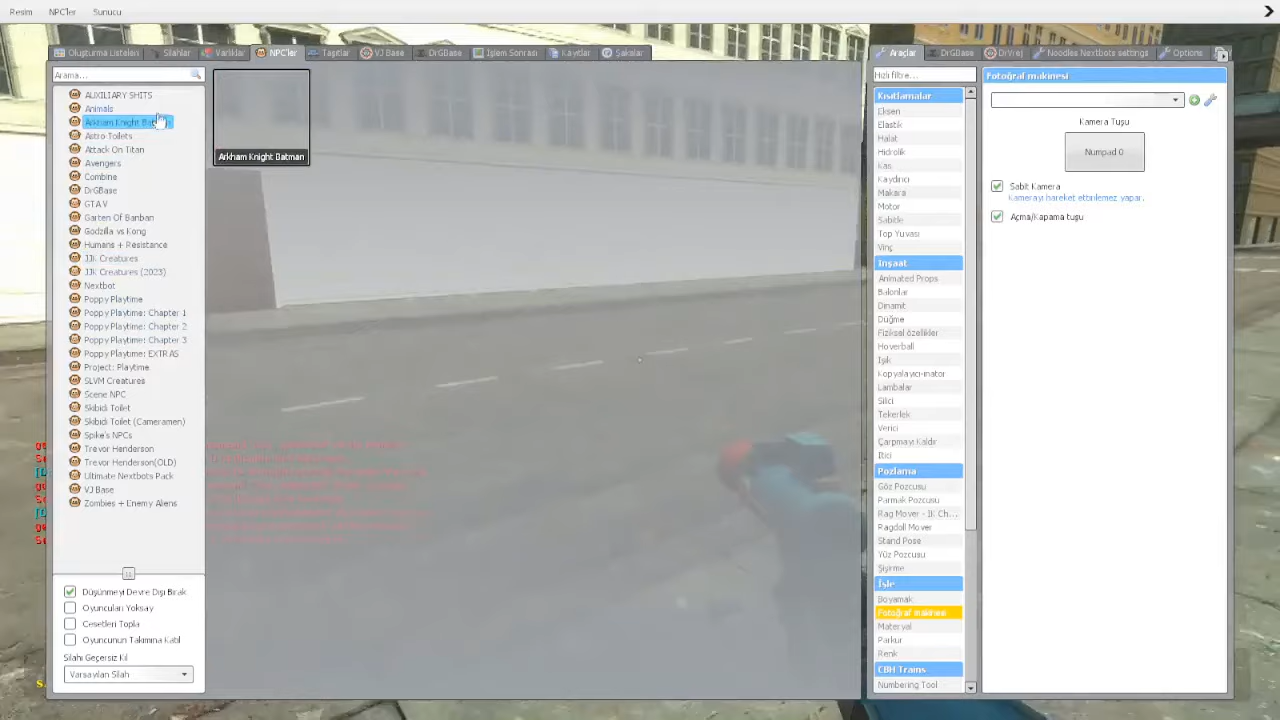 Resim NPC'ler Sunucu
Oluşturma Listeleri Silahlar Varlıklar NPC'ler Taşıtlar VJ Base DrGBase İşlem Sonrası Kayıtlar Şakalar
Arama...
AUXILIARY SHITS
Animals
Arkham Knight
Astro Toilets
Attack On Titan
Avengers
Combine
DrGBase
GTA V
Garten Of Banban
Godzilla vs Kong
Humans + Resistance
JJK Creatures
JJK Creatures (2023)
Nextbot
Poppy Playtime
Poppy Playtime: Chapter 1
Poppy Playtime: Chapter 2
Poppy Playtime: Chapter 3
Poppy Playtime: EXTRAS
Project: Playtime
SLVM Creatures
Scene NPC
Skibidi Toilet
Skibidi Toilet (Cameramen)
Spike's NPCs
Trevor Henderson
Trevor Henderson(OLD)
Ultimate Nextbots Pack
VJ Base
Zombies + Enemy Aliens
Düşünmeyi Devre Dışı Bırak
Oyuncuları Yoksay
Cesetleri Topla
Oyuncunun Takımına Katıl
Silahı Geçersiz Kıl
Varsayılan Silah
Arkham Knight Batman
Araçlar DrGBase DrVrej Noodles Nextbots settings Options
Hızlı filtre...
Kısıtlamalar
Eksen
Elastik
Halat
Hidrolik
Kas
Kaydırıcı
Makara
Motor
Sabitle
Top Yuvası
Vinç
İnşaat
Animated Props
Balonlar
Dinamit
Düğme
Fiziksel özellikler
Hoverball
Işık
Kopyalayıcı-inator
Lambalar
Silici
Tekerlek
Verici
Çarpmayı Kaldır
İtici
Pozlama
Göz Pozcusu
Parmak Pozcusu
Rag Mover - IK Ch...
Ragdoll Mover
Stand Pose
Yüz Pozcusu
Şişirme
İşle
Boyamak
Fotoğraf makinesi
Materyal
Parkur
Renk
CBH Trams
Numbering Tool
Fotoğraf makinesi
Kamera Tuşu
Numpad 0
Sabit Kamera
Kamerayı hareket ettirilemez yapar.
Açma/Kapama tuşu